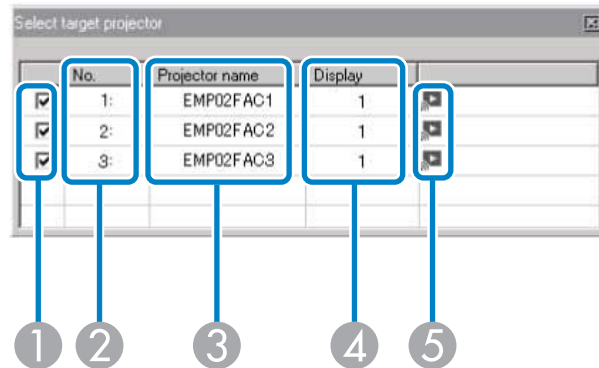 Select target projector
No. Projector name Display
1: EMP02FAC1 1
2: EMP02FAC2 1
3: EMP02FAC3 1
1 2 3 4 5